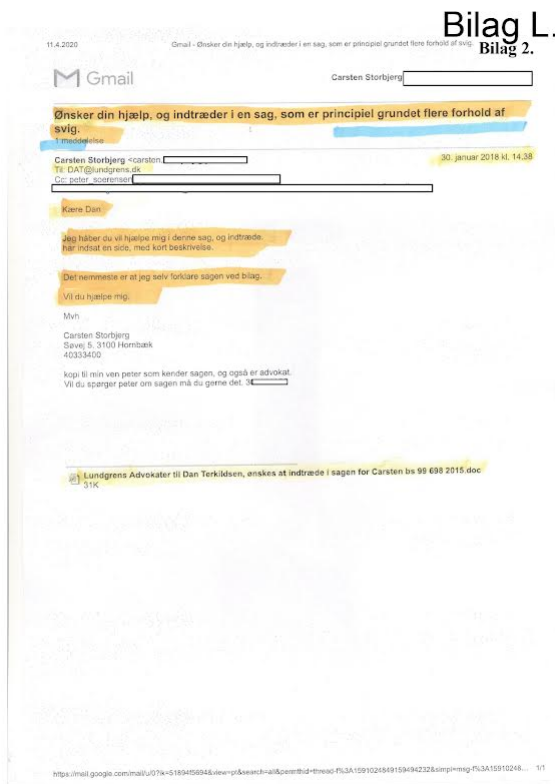 Bilag L.
11.4.2020
Gmail - Ønsker din hjælp, og indtræder i en sag, som er principiel grundet flere forhold af svig.
Bilag 2.
Gmail
Carsten Storbjerg
Ønsker din hjælp, og indtræder i en sag, som er principiel grundet flere forhold af
svig.
1 meddelelse
Carsten Storbjerg <carsten.
30. januar 2018 kl. 14.38
Til: DAT@lundgrens.dk
Cc: peter_soerensen
Kære Dan
Jeg håber du vil hjælpe mig i denne sag, og indtræde.
har indsat en side, med kort beskrivelse.
Det nemmeste er at jeg selv forklare sagen ved bilag.
Vil du hjælpe mig.
Mvh
Carsten Storbjerg
Søvej 5. 3100 Hornbæk
40333400
kopi til min ven peter som kender sagen, og også er advokat.
Vil du spørger peter om sagen må du gerne det.
Lundgrens Advokater til Dan Terkildsen, ønskes at indtræde i sagen for Carsten bs 99 698 2015.doc
31K
1/1